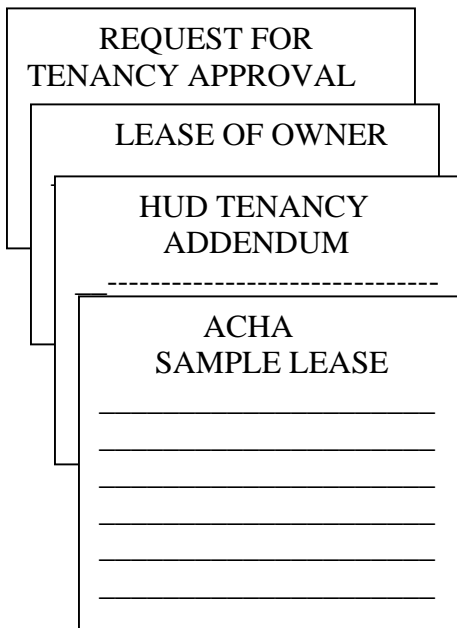 REQUEST FOR
TENANCY APPROVAL
LEASE OF OWNER
HUD TENANCY
ADDENDUM
ACHA
SAMPLE LEASE